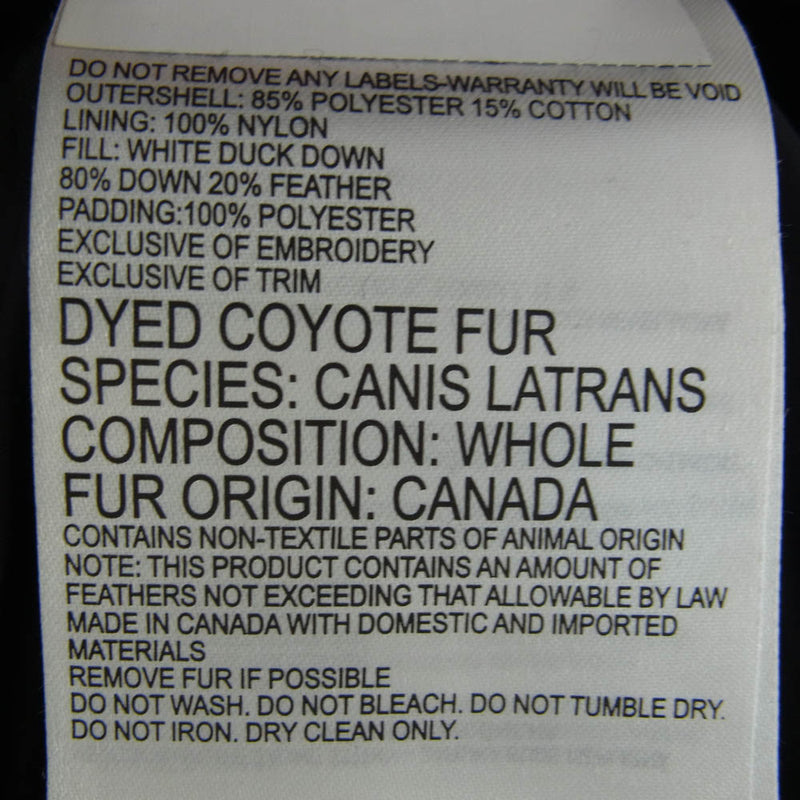 DO NOT REMOVE ANY LABELS-WARRANTY WILL BE VOID
OUTERSHELL: 85% POLYESTER 15% COTTON
LINING: 100% NYLON
FILL: WHITE DUCK DOWN
80% DOWN 20% FEATHER
PADDING:100% POLYESTER
EXCLUSIVE OF EMBROIDERY
EXCLUSIVE OF TRIM
DYED COYOTE FUR
SPECIES: CANIS LATRANS
COMPOSITION: WHOLE
FUR ORIGIN: CANADA
CONTAINS NON-TEXTILE PARTS OF ANIMAL ORIGIN
NOTE: THIS PRODUCT CONTAINS AN AMOUNT OF
FEATHERS NOT EXCEEDING THAT ALLOWABLE BY LAW
MADE IN CANADA WITH DOMESTIC AND IMPORTED
MATERIALS
REMOVE FUR IF POSSIBLE
DO NOT WASH. DO NOT BLEACH. DO NOT TUMBLE DRY.
DO NOT IRON. DRY CLEAN ONLY.